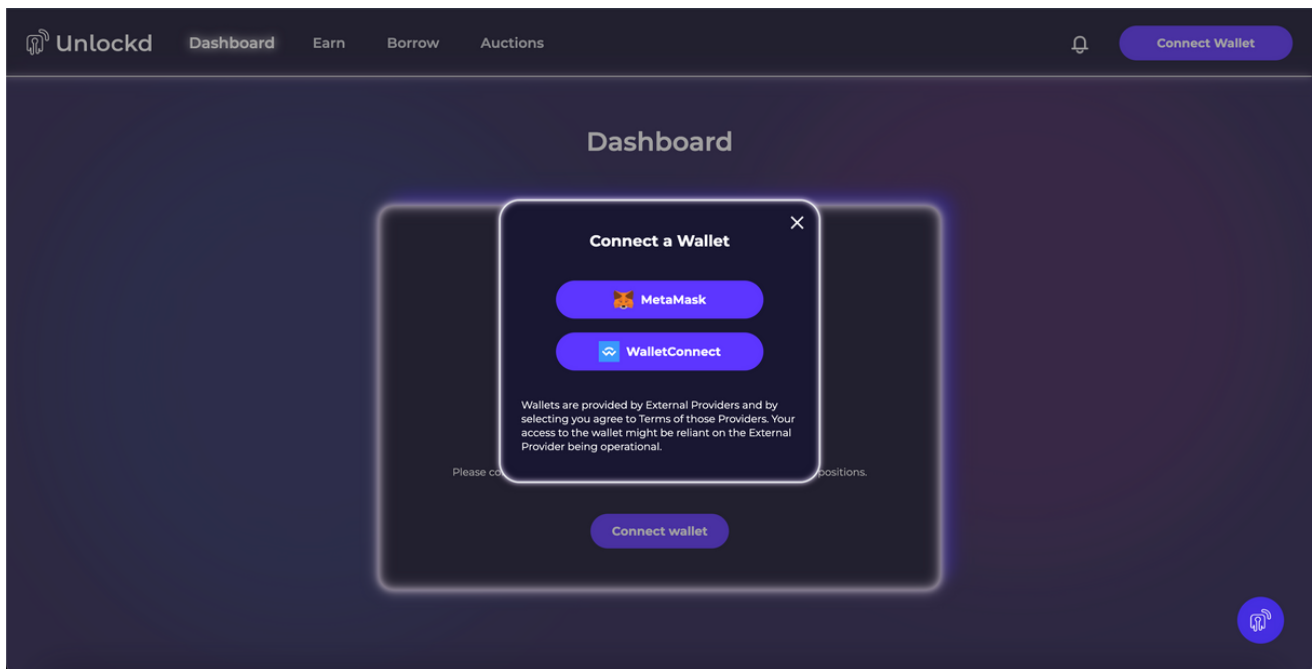 Unlockd Dashboard Earn Borrow Auctions Connect Wallet
Dashboard
Connect a Wallet
MetaMask
WalletConnect
Wallets are provided by External Providers and by
selecting you agree to Terms of those Providers. Your
access to the wallet might be reliant on the External
Provider being operational.
Please positions.
Connect wallet